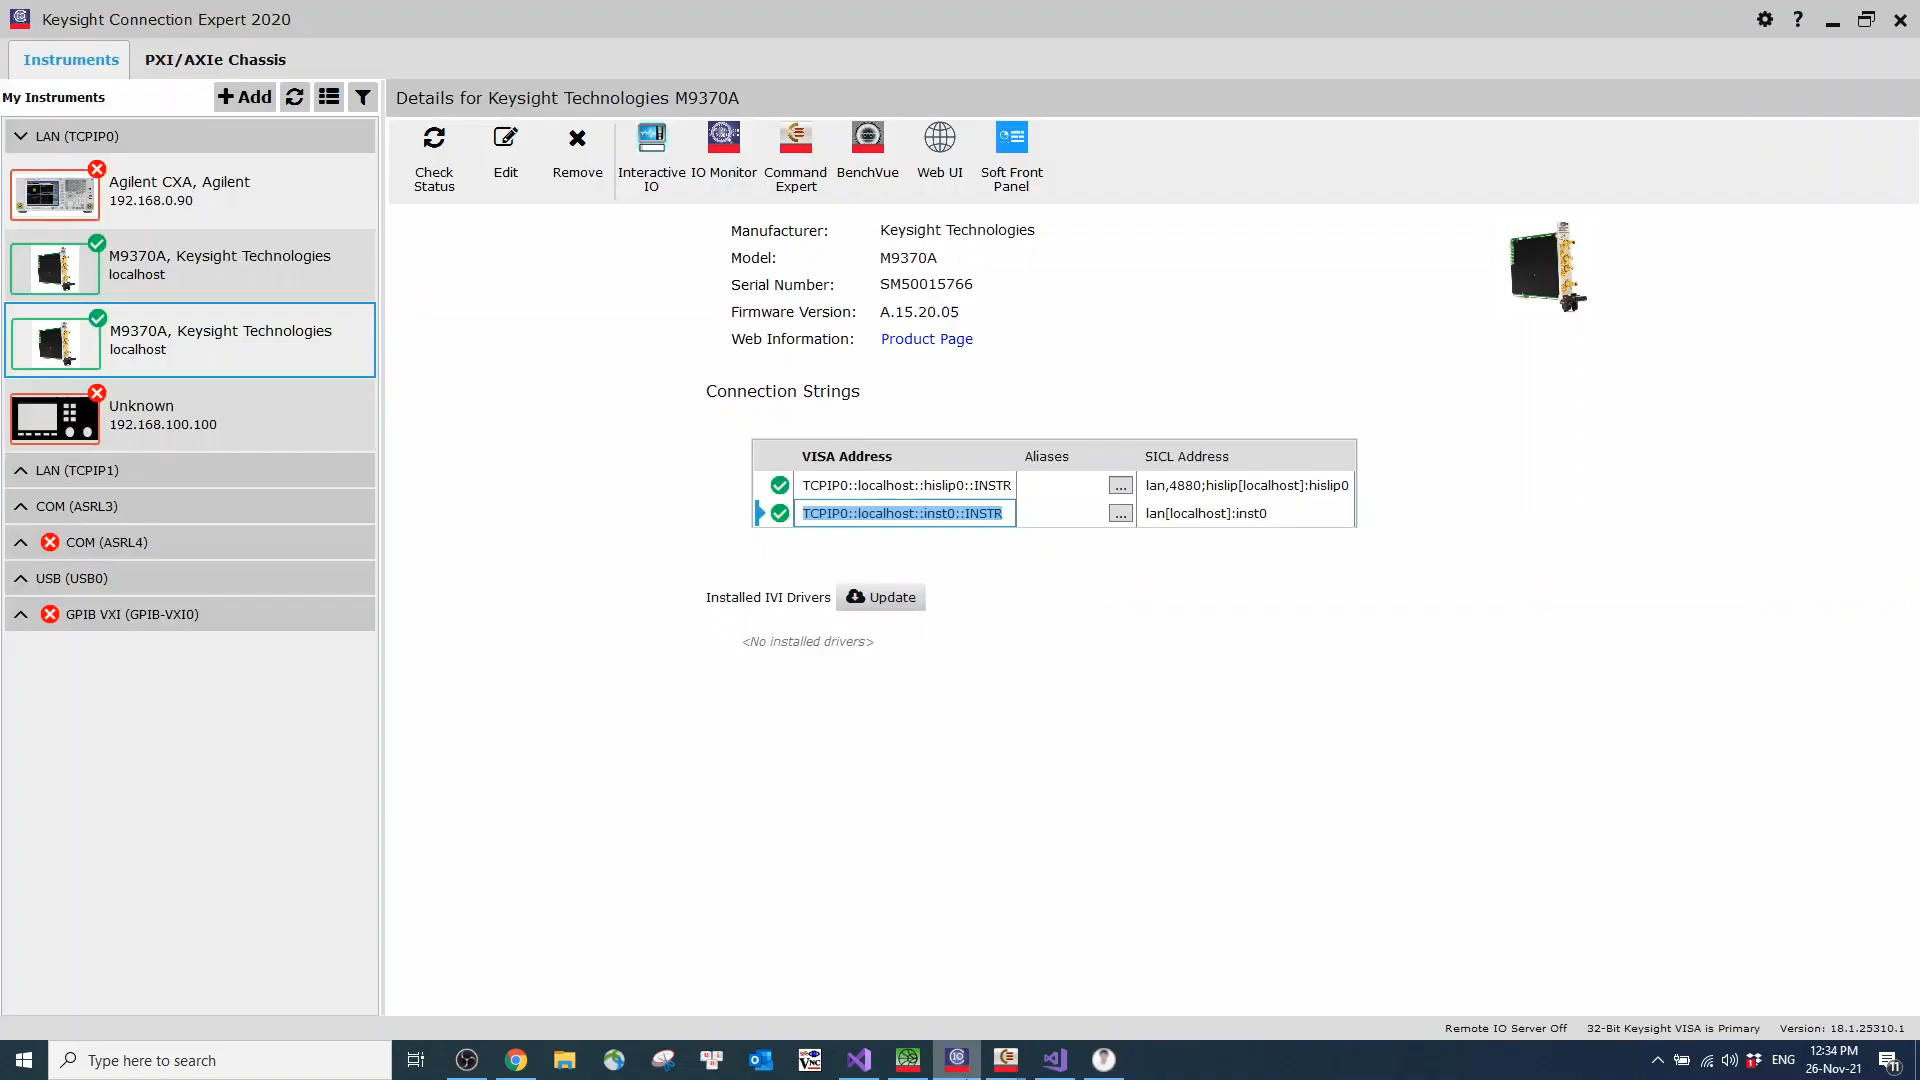 Keysight Connection Expert 2020
Instruments PXI/AXIe Chassis
My Instruments
Add
LAN (TCPIP0)
Agilent CXA, Agilent
192.168.0.90
M9370A, Keysight Technologies
localhost
M9370A, Keysight Technologies
localhost
Unknown
192.168.100.100
LAN (TCPIP1)
COM (ASRL3)
COM (ASRL4)
USB (USB0)
GPIB VXI (GPIB-VXI0)
Details for Keysight Technologies M9370A
Check Status
Edit
Remove
Interactive IO
IO Monitor
Command Expert
BenchVue
Web UI
Soft Front Panel
Manufacturer: Keysight Technologies
Model: M9370A
Serial Number: SM50015766
Firmware Version: A.15.20.05
Web Information: Product Page
Connection Strings
VISA Address Aliases SICL Address
TCPIP0::localhost::hislip0::INSTR ... lan,4880;hislip[localhost]:hislip0
TCPIP0::localhost::inst0::INSTR ... lan[localhost]:inst0
Installed IVI Drivers Update
<No installed drivers>
Remote IO Server Off 32-Bit Keysight VISA is Primary Version: 18.1.25310.1
Type here to search
ENG
12:34 PM
26-Nov-21
11